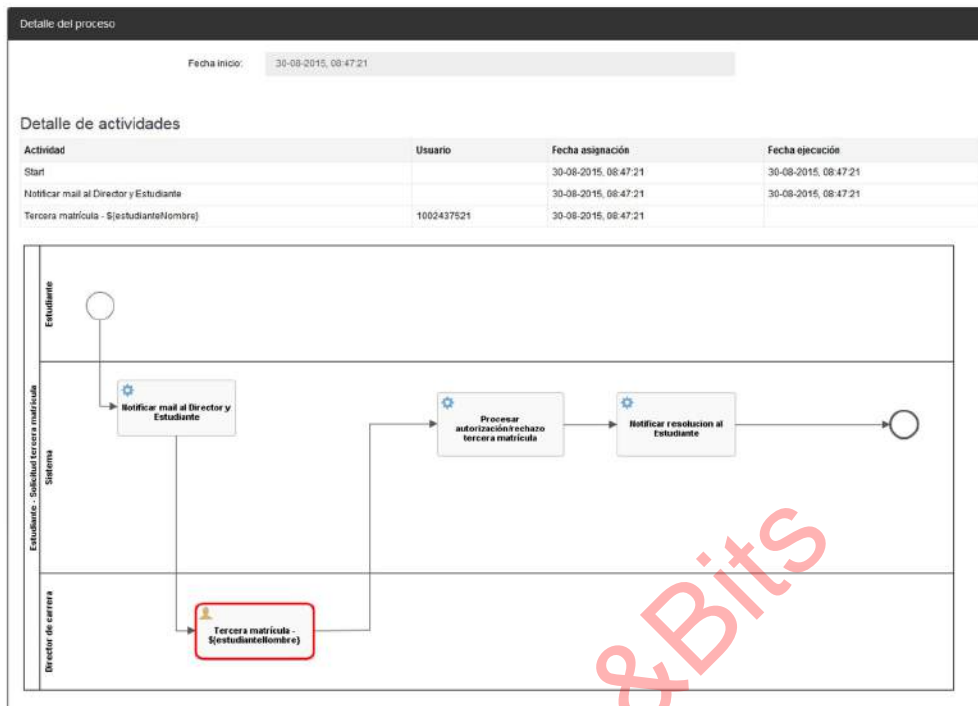 Detalle del proceso
Fecha inicio: 30-08-2015, 08:47:21
Detalle de actividades
Actividad Usuario Fecha asignación Fecha ejecución
Start 30-08-2015, 08:47:21 30-08-2015, 08:47:21
Notificar mail al Director y Estudiante 30-08-2015, 08:47:21 30-08-2015, 08:47:21
Tercera matrícula - ${estudianteNombre} 1002437521 30-08-2015, 08:47:21
Estudiante - Solicitud tercera matrícula
Estudiante
Sistema
Notificar mail al Director y
Estudiante
Procesar
autorización/rechazo
tercera matrícula
Notificar resolucion al
Estudiante
Director de carrera
Tercera matrícula -
${estudianteNombre}
&Bits